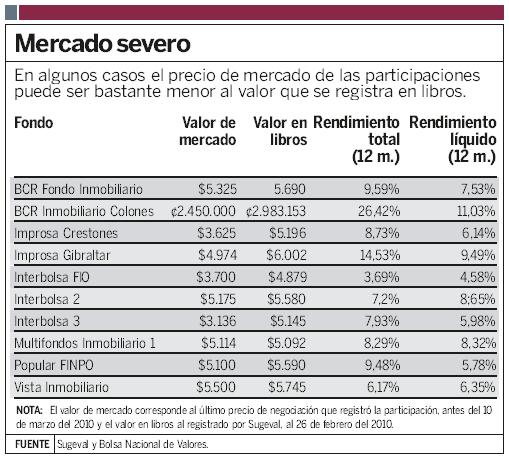 Mercado severo
En algunos casos el precio de mercado de las participaciones
puede ser bastante menor al valor que se registra en libros.
Fondo Valor de Valor en Rendimiento Rendimiento
mercado libros total líquido
(12 m.) (12 m.)
BCR Fondo Inmobiliario $5.325 5.690 9,59% 7,53%
BCR Inmobiliario Colones ¢2.450.000 ¢2.983.153 26,42% 11,03%
Improsa Crestones $3.625 $5.196 8,73% 6,14%
Improsa Gibraltar $4.974 $6.002 14,53% 9,49%
Interbolsa FIO $3.700 $4.879 3,69% 4,58%
Interbolsa 2 $5.175 $5.580 7,2% 8;65%
Interbolsa 3 $3.136 $5.145 7,93% 5,98%
Multifondos Inmobiliario 1 $5.114 $5.092 8,29% 8,32%
Popular FINPO $5.100 $5.590 9,48% 5,78%
Vista Inmobiliario $5.500 $5.745 6,17% 6,35%
NOTA: El valor de mercado corresponde al último precio de negociación que registró la participación, antes del 10
de marzo del 2010 y el valor en libros al registrado por Sugeval, al 26 de febrero del 2010.
FUENTE Sugeval y Bolsa Nacional de Valores.